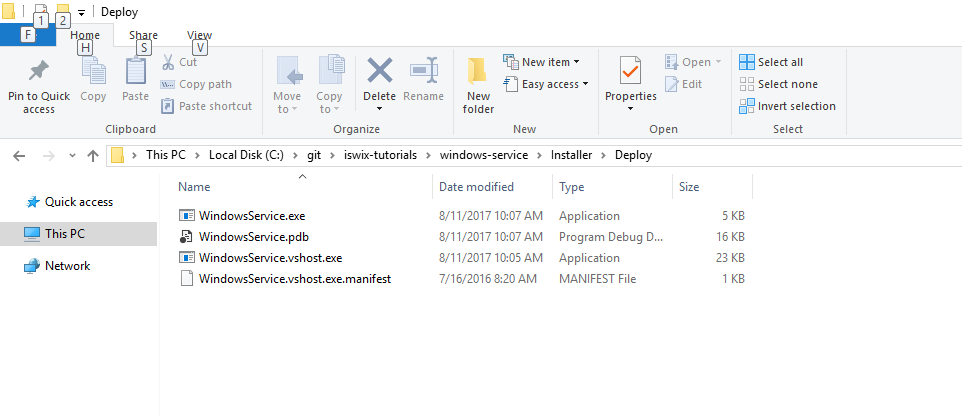 Deploy
1 2
F Home Share View
H S V
Pin to Quick access
Copy
Paste
Cut
Copy path
Paste shortcut
Clipboard
Move to
Copy to
Delete
Rename
Organize
New folder
New item
Easy access
New
Properties
Open
Edit
Open
Select all
Select none
Invert selection
Select
This PC Local Disk (C:) git iswix-tutorials windows-service Installer Deploy
Quick access
This PC
Network
Name Date modified Type Size
WindowsService.exe 8/11/2017 10:07 AM Application 5 KB
WindowsService.pdb 8/11/2017 10:07 AM Program Debug D... 16 KB
WindowsService.vshost.exe 8/11/2017 10:05 AM Application 23 KB
WindowsService.vshost.exe.manifest 7/16/2016 8:20 AM MANIFEST File 1 KB